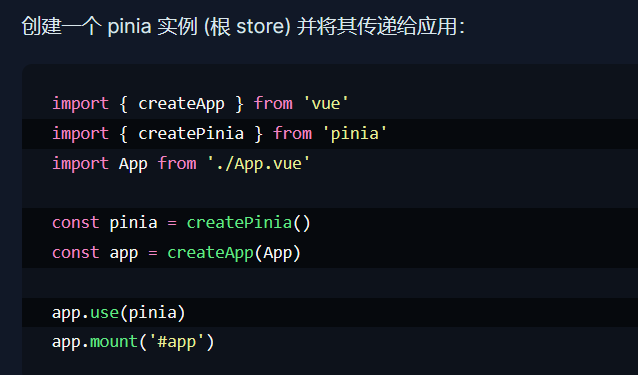 创建一个 pinia 实例 (根 store) 并将其传递给应用：
import { createApp } from 'vue'
import { createPinia } from 'pinia'
import App from './App.vue'
const pinia = createPinia()
const app = createApp(App)
app.use(pinia)
app.mount('#app')